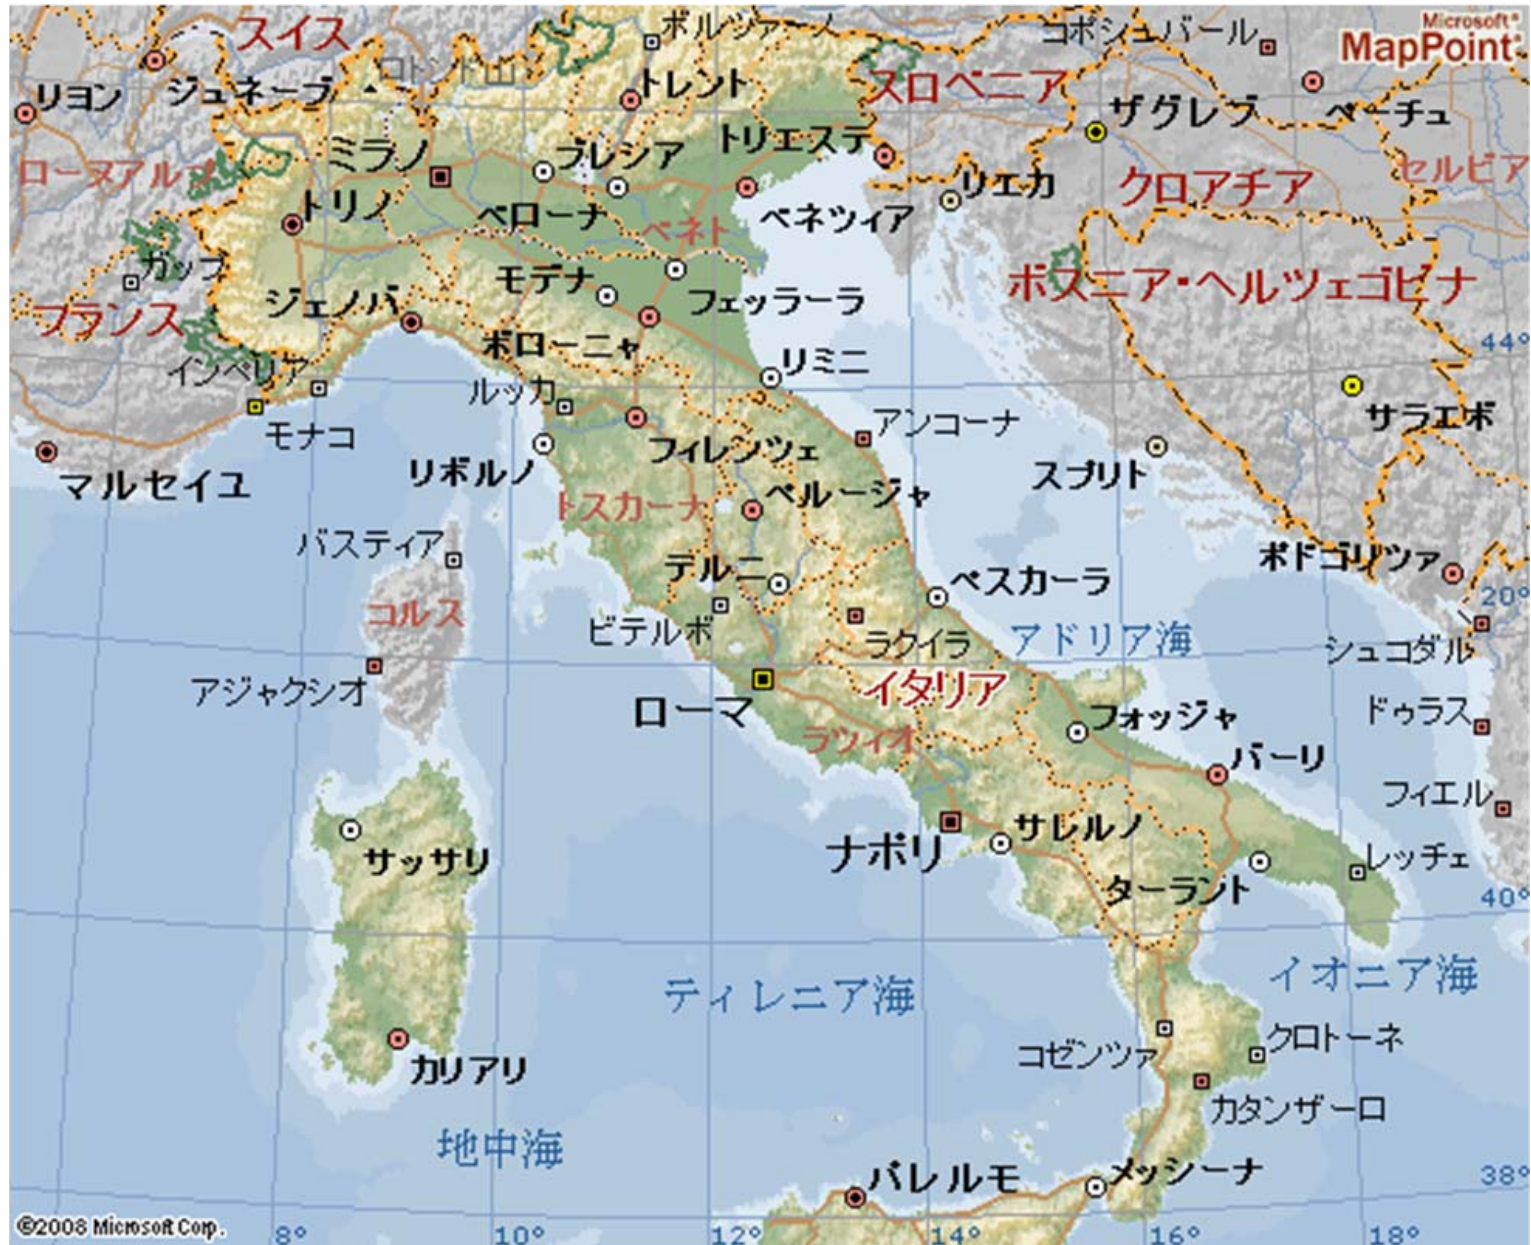 スイス
ボルツァーノ
コポシュバール
Microsoft®
MapPoint®
リヨン
ジュネーブ
ロトンド山
トレント
スロベニア
ザグレブ
ペーチュ
ローヌアルプ
ミラノ
ブレシア
トリエステ
リエカ
クロアチア
セルビア
トリノ
ベローナ
ベネト
ベネツィア
ガップ
モデナ
ボスニア・ヘルツェゴビナ
フランス
ジェノバ
フェッラーラ
ボローニャ
44°
インペリア
ルッカ
リミニ
モナコ
アンコーナ
サラエボ
マルセイユ
リボルノ
フィレンツェ
スプリト
トスカーナ
ペルージャ
バスティア
テルニ
ペスカーラ
ポドゴリツァ
20°
コルス
ビテルボ
ラクイラ
アドリア海
シュコダル
アジャクシオ
ローマ
イタリア
フォッジャ
ドゥラス
ラツィオ
バーリ
フィエル
サッサリ
ナポリ
サレルノ
レッチェ
ターラント
40°
ティレニア海
イオニア海
カリアリ
コゼンツァ
クロトーネ
カタンザーロ
地中海
パレルモ
メッシーナ
38°
©2008 Microsoft Corp.
8°
10°
12°
14°
16°
18°